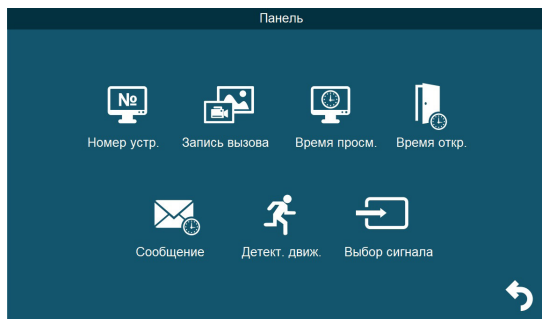 Панель
№
Номер устр.
Запись вызова
Время просм.
Время откр.
Сообщение
Детект. движ.
Выбор сигнала